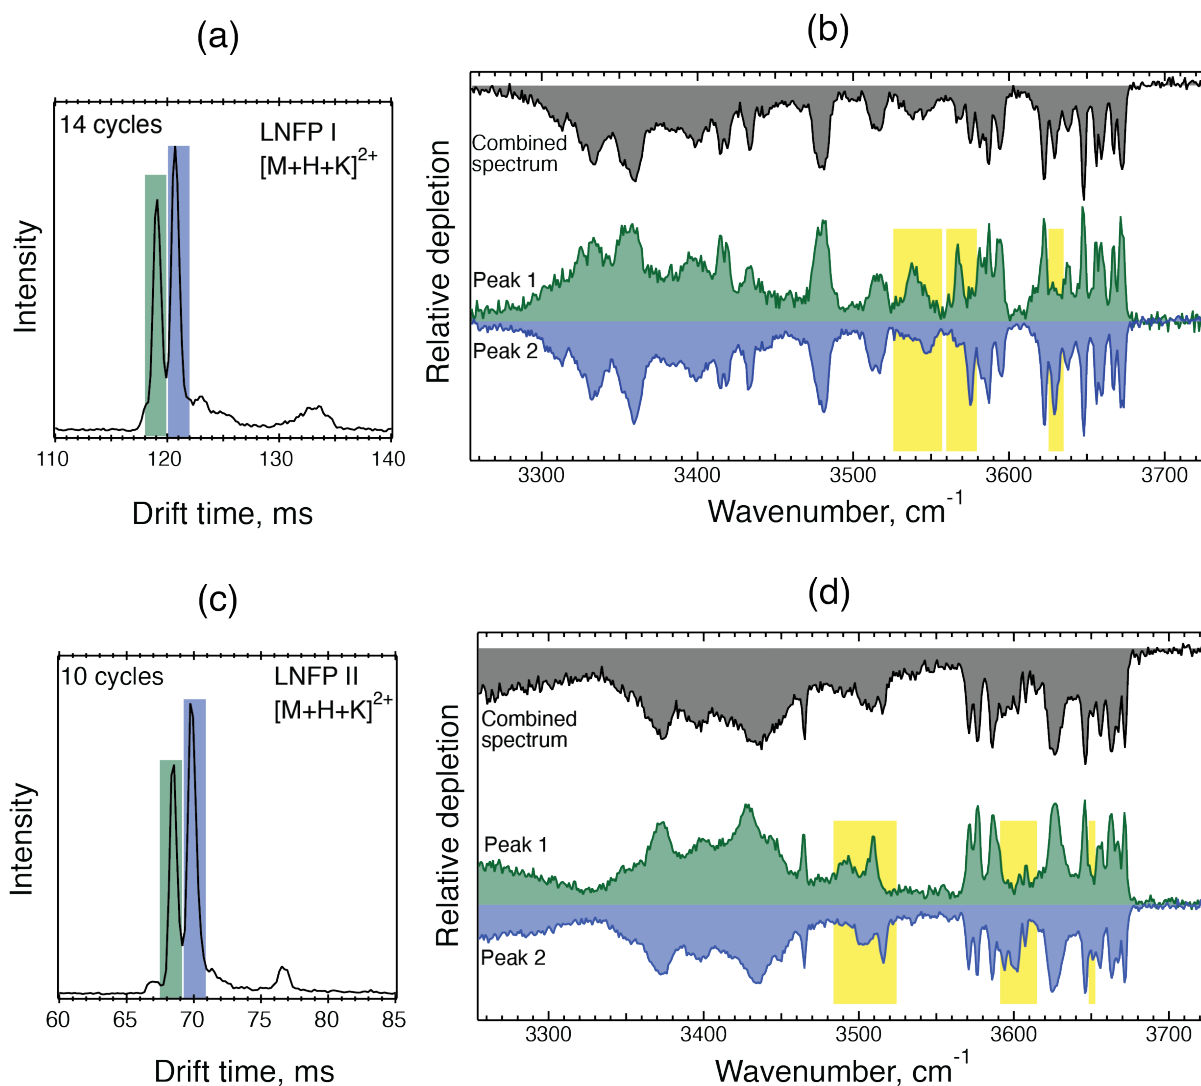 (a)
14 cycles
LNFP I
[M+H+K]²⁺
Intensity
110
120
130
140
Drift time, ms
(b)
Combined
spectrum
Peak 1
Peak 2
Relative depletion
3300
3400
3500
3600
3700
Wavenumber, cm⁻¹
(c)
10 cycles
LNFP II
[M+H+K]²⁺
Intensity
60
65
70
75
80
85
Drift time, ms
(d)
Combined
spectrum
Peak 1
Peak 2
Relative depletion
3300
3400
3500
3600
3700
Wavenumber, cm⁻¹